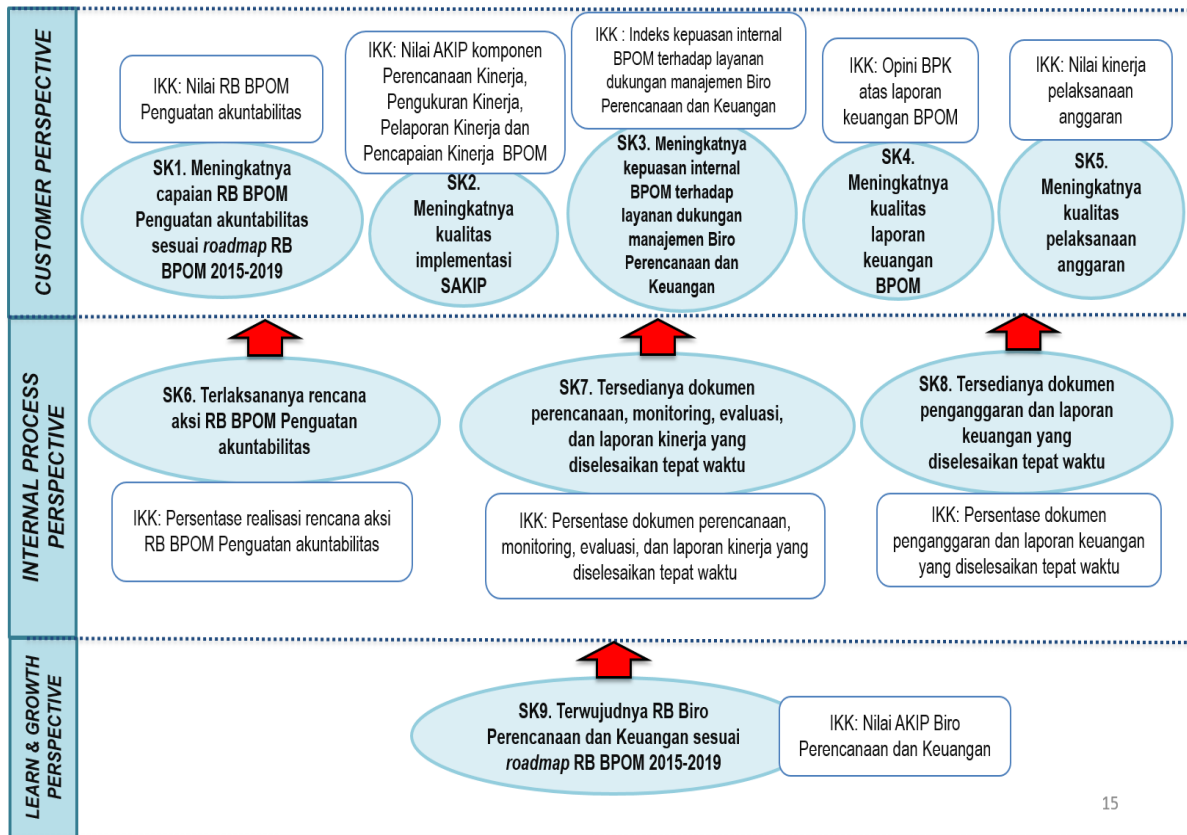 CUSTOMER PERSPECTIVE
IKK: Nilai RB BPOM
Penguatan akuntabilitas
SK1. Meningkatnya
capaian RB BPOM
Penguatan akuntabilitas
sesuai roadmap RB
BPOM 2015-2019
IKK: Nilai AKIP komponen
Perencanaan Kinerja,
Pengukuran Kinerja,
Pelaporan Kinerja dan
Pencapaian Kinerja BPOM
SK2.
Meningkatnya
kualitas
implementasi
SAKIP
IKK : Indeks kepuasan internal
BPOM terhadap layanan
dukungan manajemen Biro
Perencanaan dan Keuangan
SK3. Meningkatnya
kepuasan internal
BPOM terhadap
layanan dukungan
manajemen Biro
Perencanaan dan
Keuangan
IKK: Opini BPK
atas laporan
keuangan BPOM
SK4.
Meningkatnya
kualitas
laporan
keuangan
BPOM
IKK: Nilai kinerja
pelaksanaan
anggaran
SK5.
Meningkatnya
kualitas
pelaksanaan
anggaran
INTERNAL PROCESS
PERSPECTIVE
SK6. Terlaksananya rencana
aksi RB BPOM Penguatan
akuntabilitas
IKK: Persentase realisasi rencana aksi
RB BPOM Penguatan akuntabilitas
SK7. Tersedianya dokumen
perencanaan, monitoring, evaluasi,
dan laporan kinerja yang
diselesaikan tepat waktu
IKK: Persentase dokumen perencanaan,
monitoring, evaluasi, dan laporan kinerja yang
diselesaikan tepat waktu
SK8. Tersedianya dokumen
penganggaran dan laporan
keuangan yang
diselesaikan tepat waktu
IKK: Persentase dokumen
penganggaran dan laporan keuangan
yang diselesaikan tepat waktu
LEARN & GROWTH
PERSPECTIVE
SK9. Terwujudnya RB Biro
Perencanaan dan Keuangan sesuai
roadmap RB BPOM 2015-2019
IKK: Nilai AKIP Biro
Perencanaan dan Keuangan
15